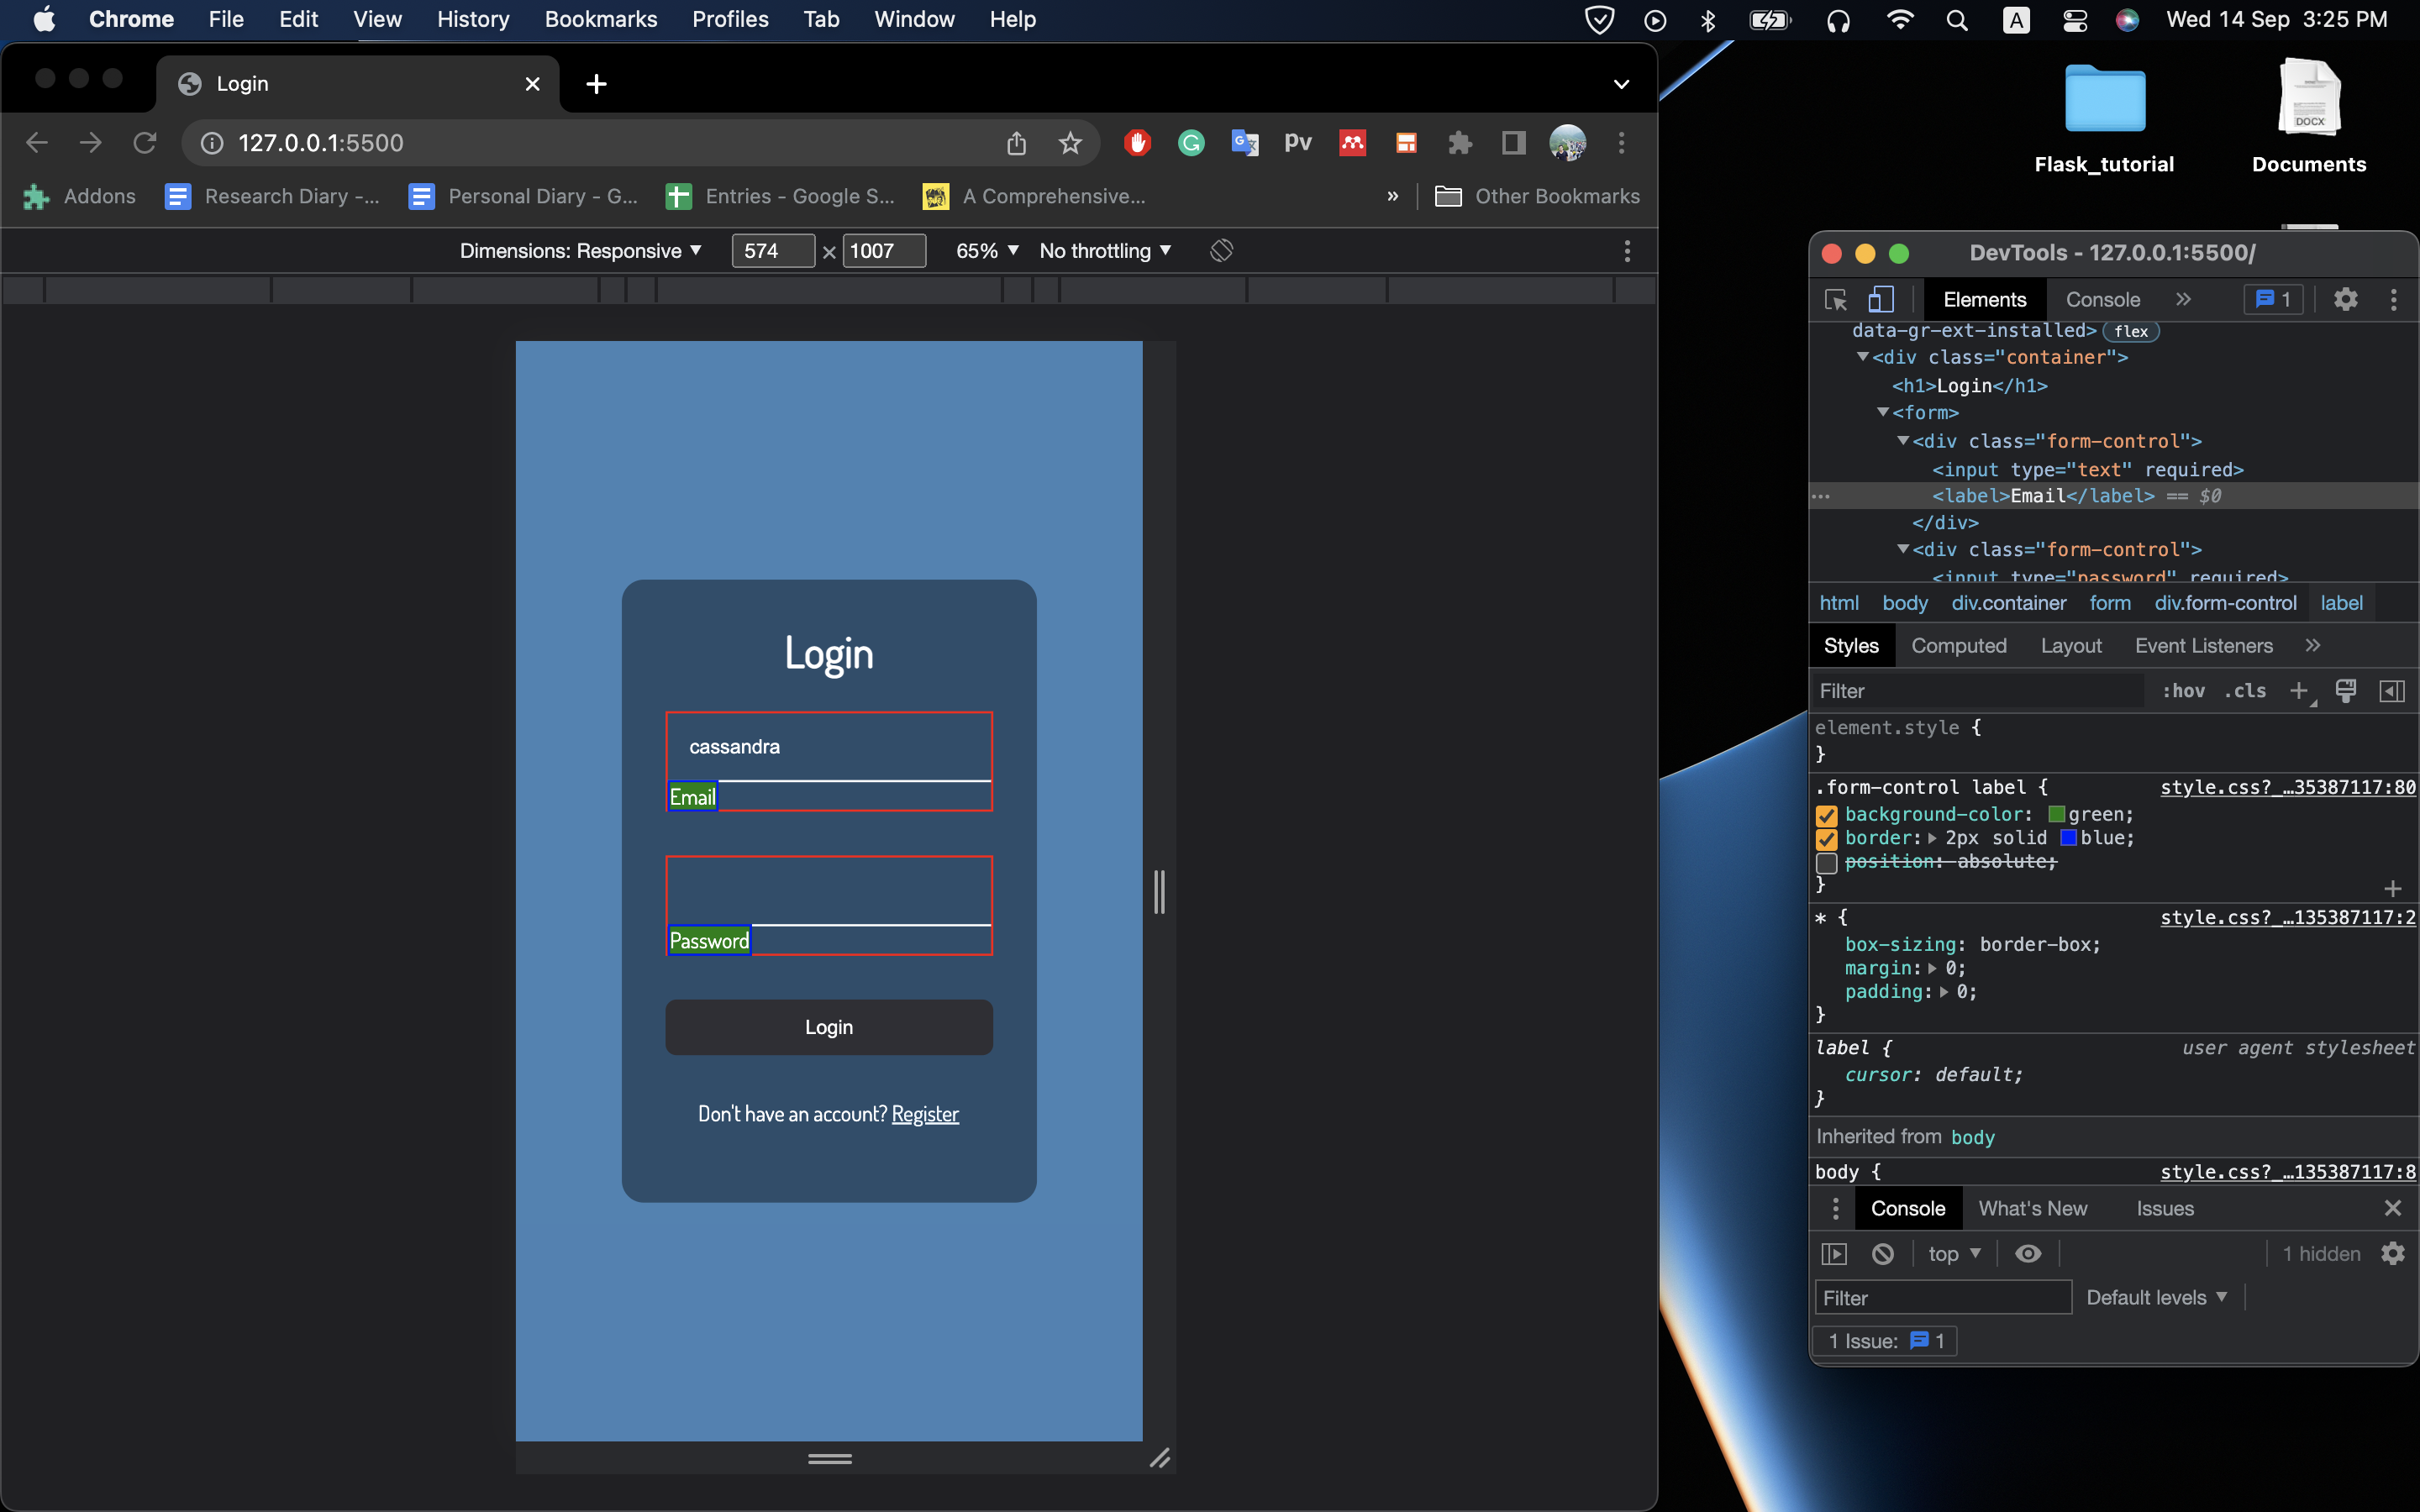 Chrome File Edit View History Bookmarks Profiles Tab Window Help A Wed 14 Sep 3:25 PM
Login
127.0.0.1:5500
G pv
Addons Research Diary -... Personal Diary - G... Entries - Google S... A Comprehensive... » Other Bookmarks
Dimensions: Responsive 574 × 1007 65% No throttling
Login
cassandra
Email
Password
Login
Don't have an account? Register
Flask_tutorial
DOCX
Documents
DevTools - 127.0.0.1:5500/
Elements Console » 1
data-gr-ext-installed> flex
<div class="container">
<h1>Login</h1>
<form>
<div class="form-control">
<input type="text" required>
... <label>Email</label> == $0
</div>
<div class="form-control">
<input type="password" required>
html body div.container form div.form-control label
Styles Computed Layout Event Listeners »
Filter :hov .cls +
element.style {
}
.form-control label { style.css?_…35387117:80
background-color: green;
border: 2px solid blue;
position: absolute;
}
* { style.css?_…135387117:2
box-sizing: border-box;
margin: 0;
padding: 0;
}
label { user agent stylesheet
cursor: default;
}
Inherited from body
body { style.css?_…135387117:8
Console What's New Issues
top 1 hidden
Filter Default levels
1 Issue: 1